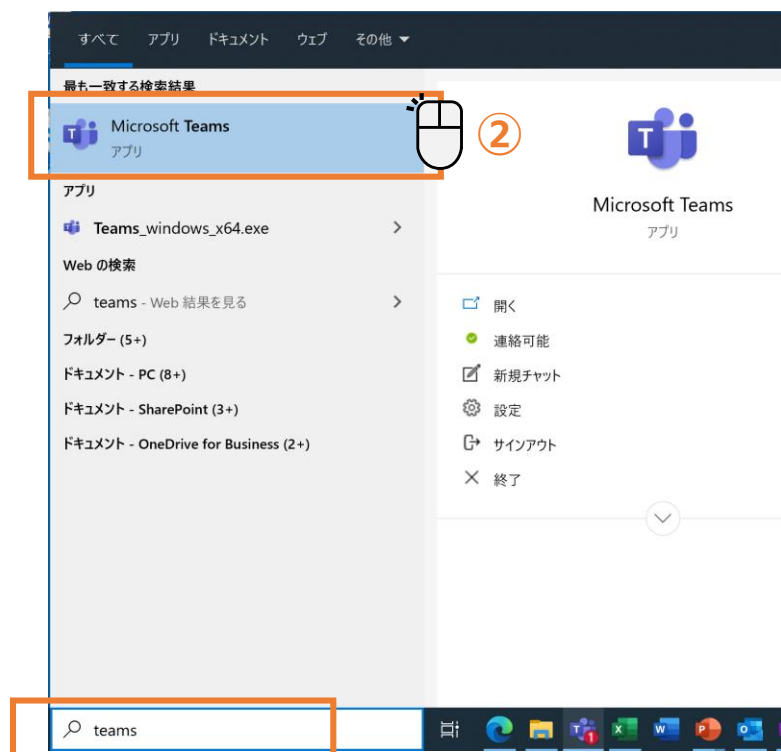 すべて アプリ ドキュメント ウェブ その他
最も一致する検索結果
Microsoft Teams
アプリ
②
アプリ
Teams_windows_x64.exe
Web の検索
teams - Web 結果を見る
フォルダー (5+)
ドキュメント - PC (8+)
ドキュメント - SharePoint (3+)
ドキュメント - OneDrive for Business (2+)
Microsoft Teams
アプリ
開く
連絡可能
新規チャット
設定
サインアウト
終了
teams